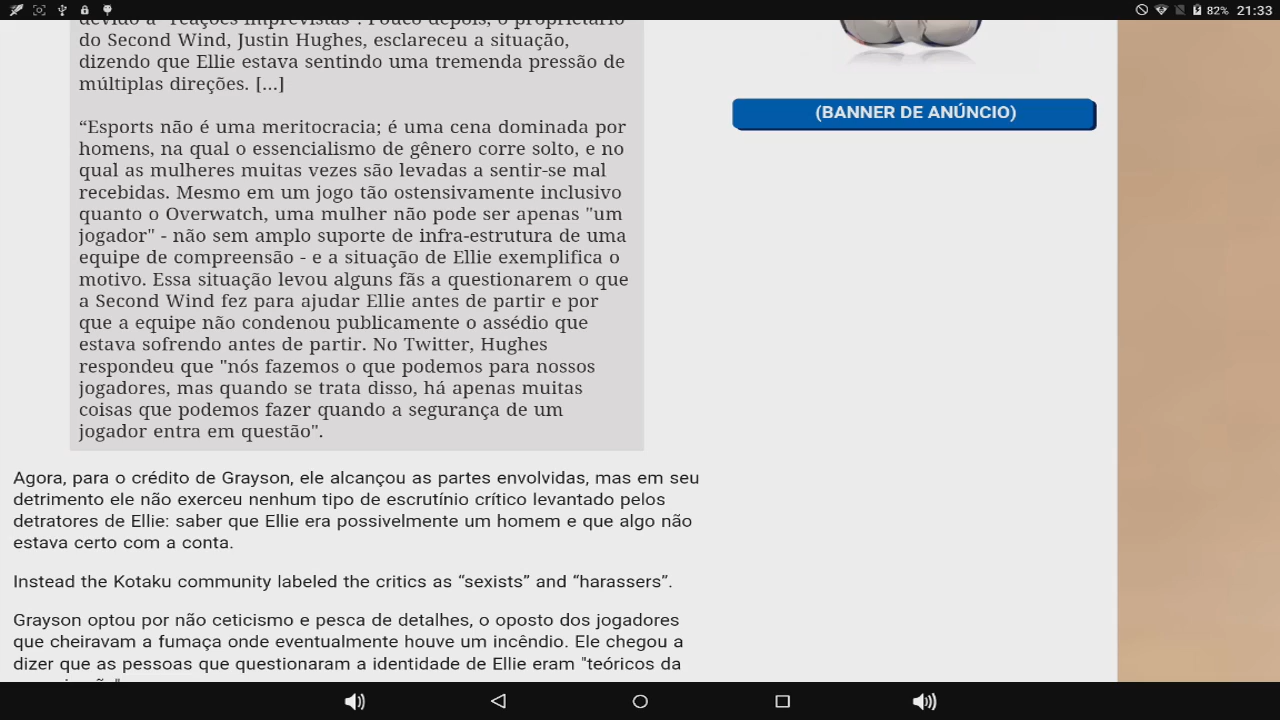 82% 21:33
devido a "reações imprevistas". Pouco depois, o proprietário
do Second Wind, Justin Hughes, esclareceu a situação,
dizendo que Ellie estava sentindo uma tremenda pressão de
múltiplas direções. [...]
(BANNER DE ANÚNCIO)
“Esports não é uma meritocracia; é uma cena dominada por
homens, na qual o essencialismo de gênero corre solto, e no
qual as mulheres muitas vezes são levadas a sentir-se mal
recebidas. Mesmo em um jogo tão ostensivamente inclusivo
quanto o Overwatch, uma mulher não pode ser apenas "um
jogador" - não sem amplo suporte de infra-estrutura de uma
equipe de compreensão - e a situação de Ellie exemplifica o
motivo. Essa situação levou alguns fãs a questionarem o que
a Second Wind fez para ajudar Ellie antes de partir e por
que a equipe não condenou publicamente o assédio que
estava sofrendo antes de partir. No Twitter, Hughes
respondeu que "nós fazemos o que podemos para nossos
jogadores, mas quando se trata disso, há apenas muitas
coisas que podemos fazer quando a segurança de um
jogador entra em questão".
Agora, para o crédito de Grayson, ele alcançou as partes envolvidas, mas em seu
detrimento ele não exerceu nenhum tipo de escrutínio crítico levantado pelos
detratores de Ellie: saber que Ellie era possivelmente um homem e que algo não
estava certo com a conta.
Instead the Kotaku community labeled the critics as “sexists” and “harassers”.
Grayson optou por não ceticismo e pesca de detalhes, o oposto dos jogadores
que cheiravam a fumaça onde eventualmente houve um incêndio. Ele chegou a
dizer que as pessoas que questionaram a identidade de Ellie eram "teóricos da